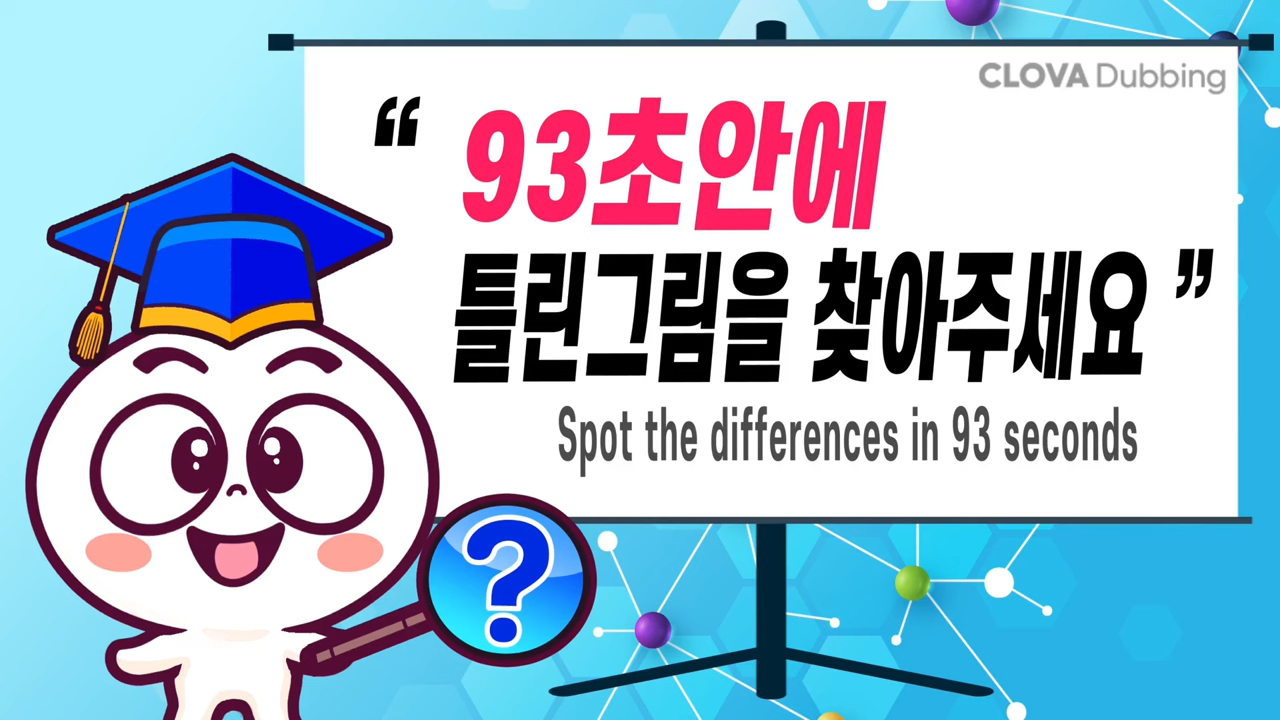 CLOVA Dubbing
“ 93초안에
틀린그림을 찾아주세요 ”
Spot the differences in 93 seconds
?